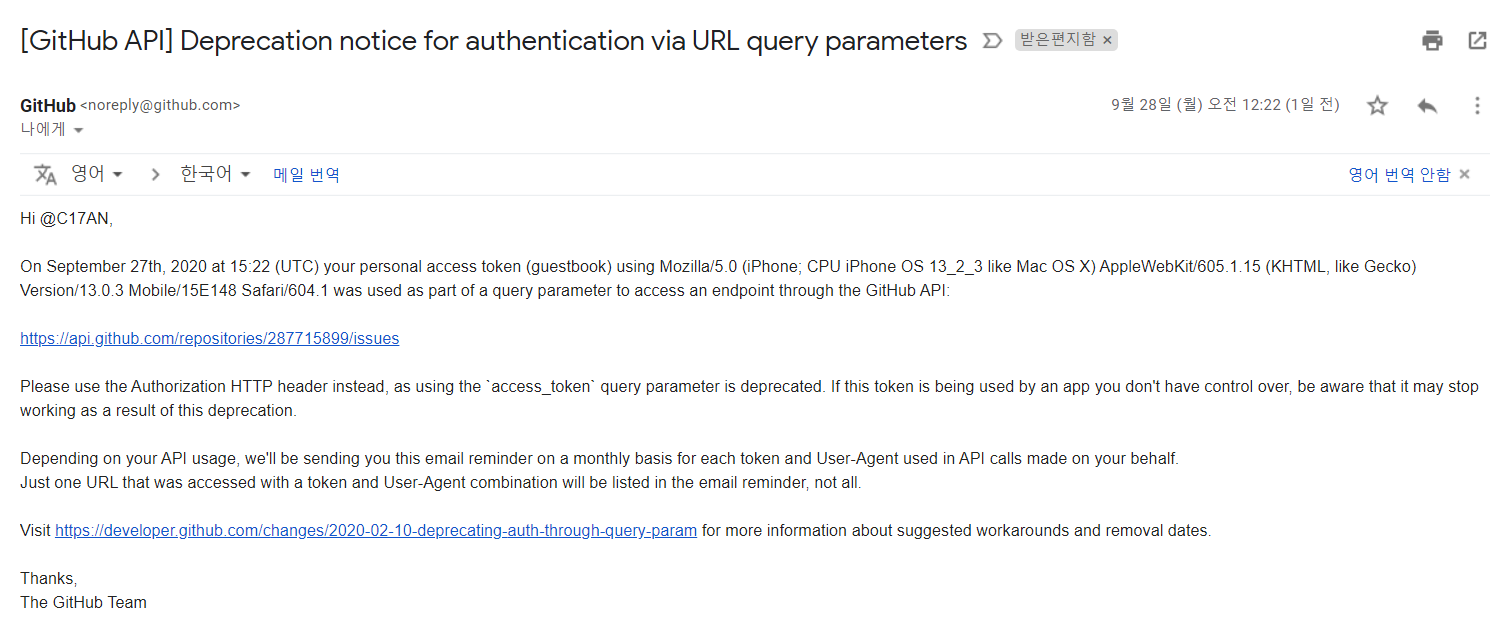 [GitHub API] Deprecation notice for authentication via URL query parameters 받은편지함 ×
GitHub <noreply@github.com> 9월 28일 (월) 오전 12:22 (1일 전)
나에게
영어 한국어 메일 번역 영어 번역 안함 ×
Hi @C17AN,
On September 27th, 2020 at 15:22 (UTC) your personal access token (guestbook) using Mozilla/5.0 (iPhone; CPU iPhone OS 13_2_3 like Mac OS X) AppleWebKit/605.1.15 (KHTML, like Gecko)
Version/13.0.3 Mobile/15E148 Safari/604.1 was used as part of a query parameter to access an endpoint through the GitHub API:
https://api.github.com/repositories/287715899/issues
Please use the Authorization HTTP header instead, as using the `access_token` query parameter is deprecated. If this token is being used by an app you don't have control over, be aware that it may stop
working as a result of this deprecation.
Depending on your API usage, we'll be sending you this email reminder on a monthly basis for each token and User-Agent used in API calls made on your behalf.
Just one URL that was accessed with a token and User-Agent combination will be listed in the email reminder, not all.
Visit https://developer.github.com/changes/2020-02-10-deprecating-auth-through-query-param for more information about suggested workarounds and removal dates.
Thanks,
The GitHub Team